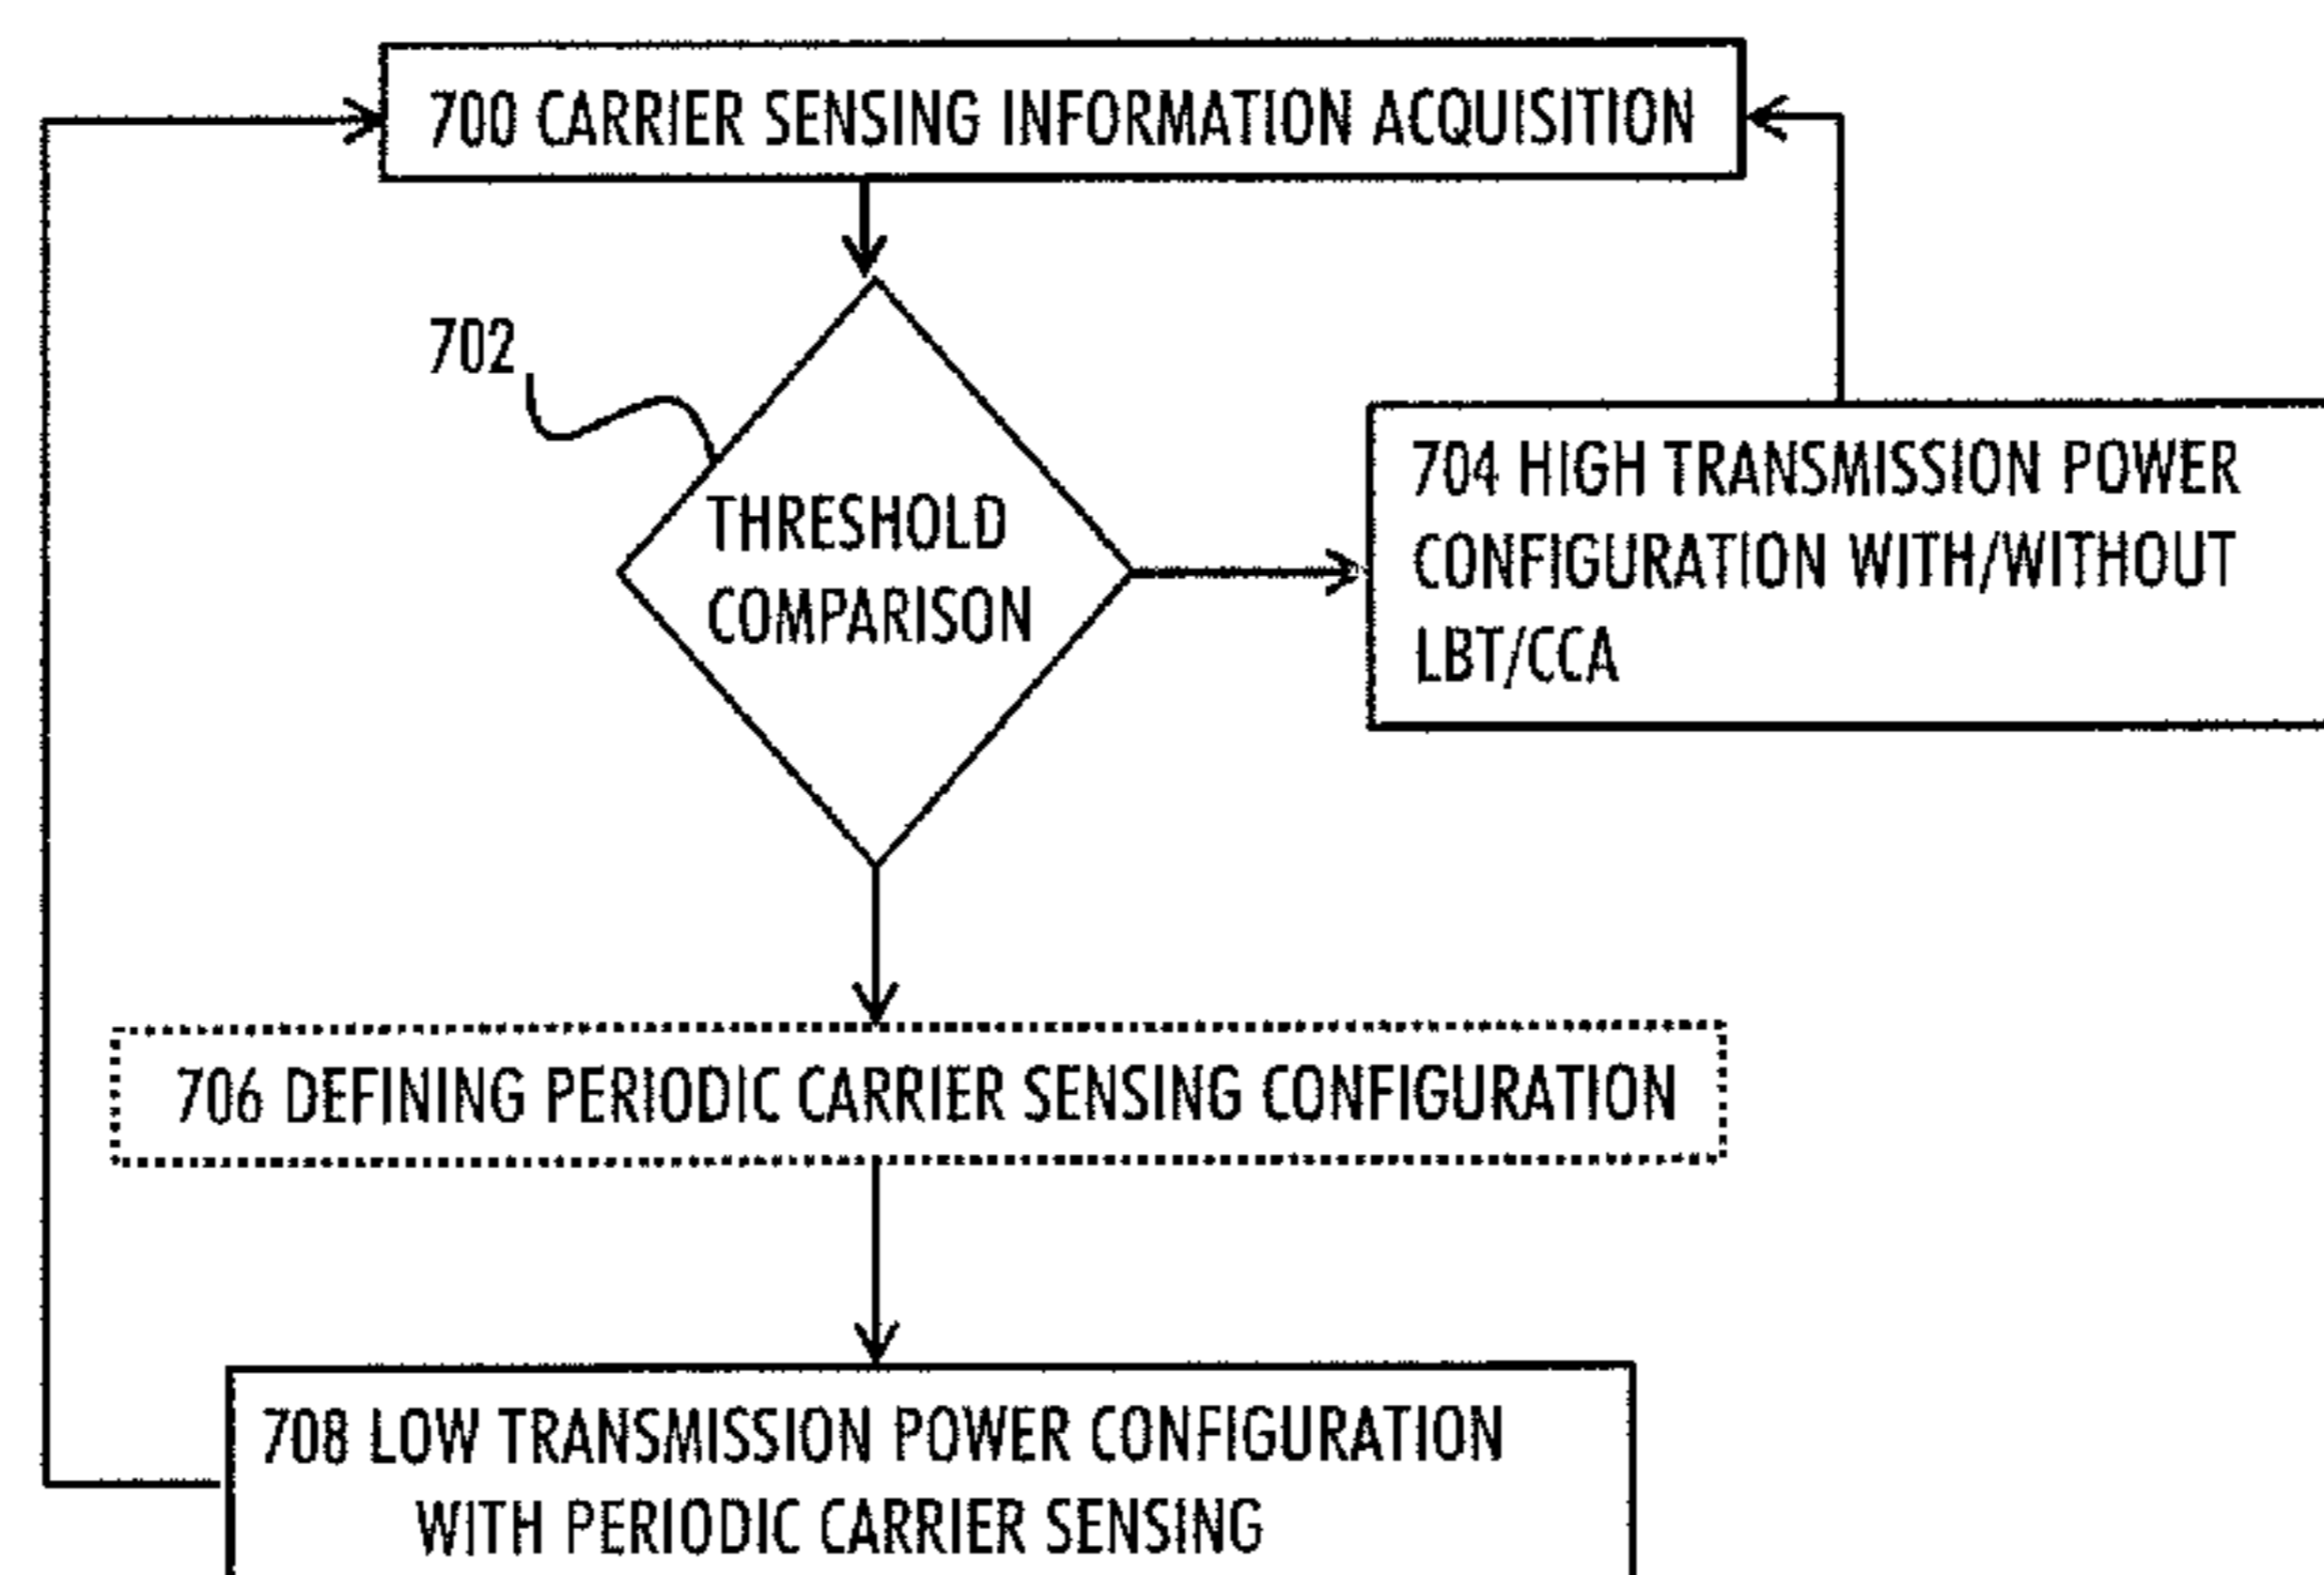 700 CARRIER SENSING INFORMATION ACQUISITION
702
THRESHOLD
COMPARISON
704 HIGH TRANSMISSION POWER
CONFIGURATION WITH/WITHOUT
LBT/CCA
706 DEFINING PERIODIC CARRIER SENSING CONFIGURATION
708 LOW TRANSMISSION POWER CONFIGURATION
WITH PERIODIC CARRIER SENSING